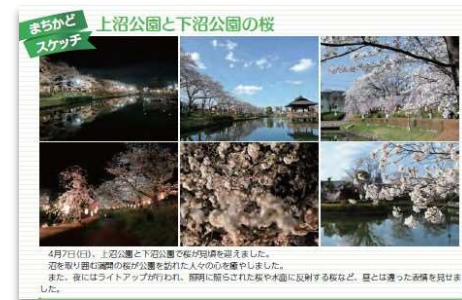 まちかど
スケッチ
上沼公園と下沼公園の桜
4月7日(日)、上沼公園と下沼公園で桜が見頃を迎えました。
沼を取り囲む満開の桜が公園を訪れた人々の心を癒やしました。
また、夜にはライトアップが行われ、照明に照らされた桜や水面に反射する桜など、昼とは違った表情を見せま
した。